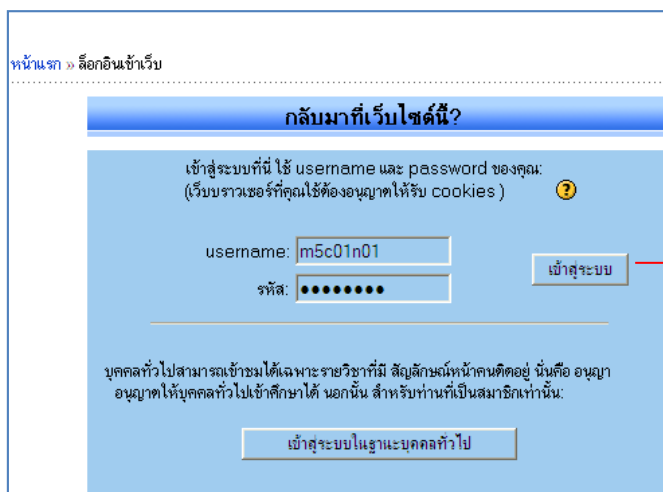 หน้าแรก » ล็อกอินเข้าเว็บ
กลับมาที่เว็บไซต์นี้?
เข้าสู่ระบบที่นี่ ใช้ username และ password ของคุณ:
(เว็บบราวเซอร์ที่คุณใช้ต้องอนุญาตให้รับ cookies )
?
username: m5c01n01
เข้าสู่ระบบ
รหัส: ●●●●●●●●
บุคคลทั่วไปสามารถเข้าชมได้เฉพาะรายวิชาที่มี สัญลักษณ์หน้าคนติดอยู่ นั่นคือ อนุญา
อนุญาตให้บุคคลทั่วไปเข้าศึกษาได้ นอกนั้น สำหรับท่านที่เป็นสมาชิกเท่านั้น:
เข้าสู่ระบบในฐานะบุคคลทั่วไป